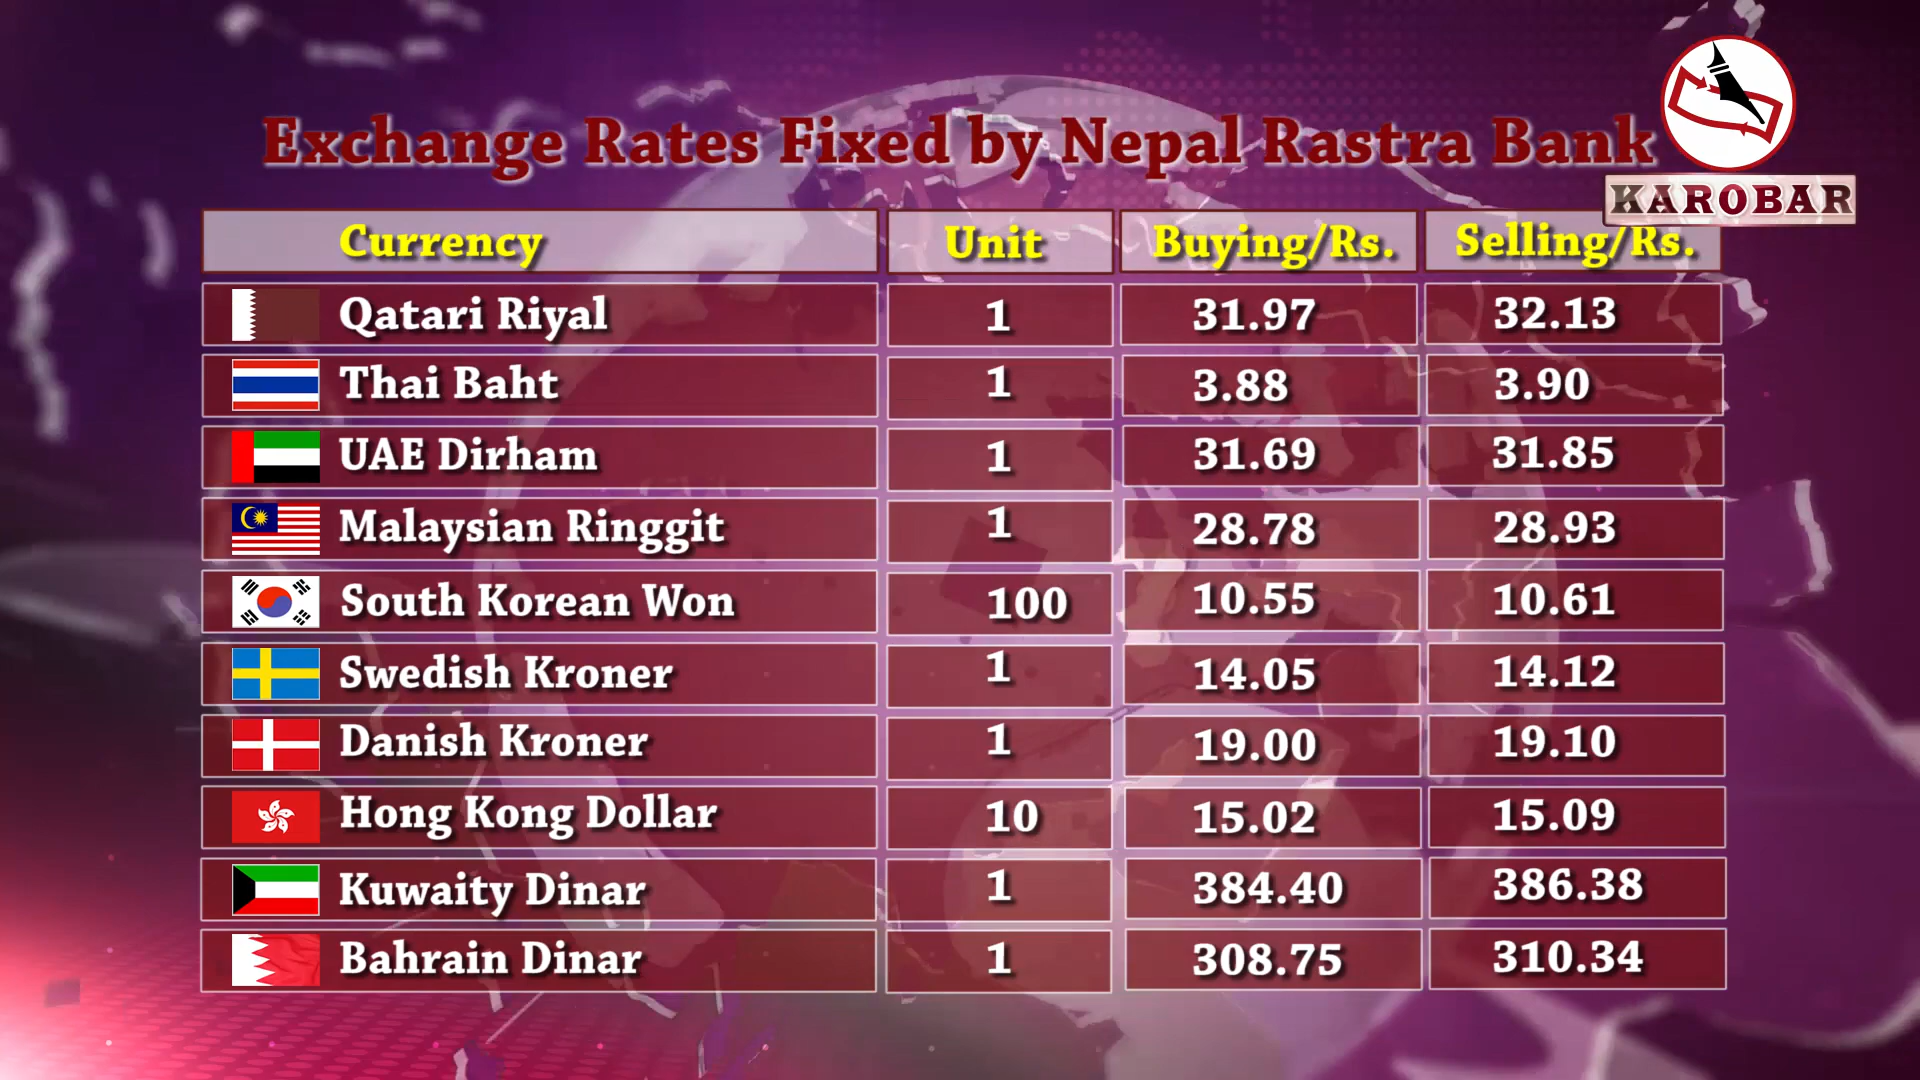 Exchange Rates Fixed by Nepal Rastra Bank
KAROBAR
Currency Unit Buying/Rs. Selling/Rs.
Qatari Riyal 1 31.97 32.13
Thai Baht 1 3.88 3.90
UAE Dirham 1 31.69 31.85
Malaysian Ringgit 1 28.78 28.93
South Korean Won 100 10.55 10.61
Swedish Kroner 1 14.05 14.12
Danish Kroner 1 19.00 19.10
Hong Kong Dollar 10 15.02 15.09
Kuwaity Dinar 1 384.40 386.38
Bahrain Dinar 1 308.75 310.34